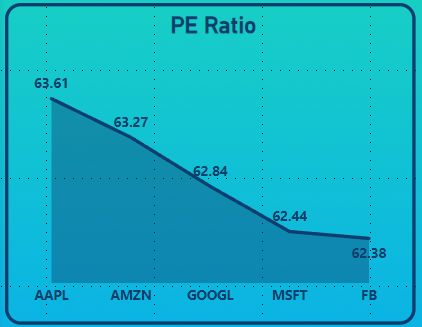 PE Ratio
63.61
63.27
62.84
62.44
62.38
AAPL AMZN GOOGL MSFT FB